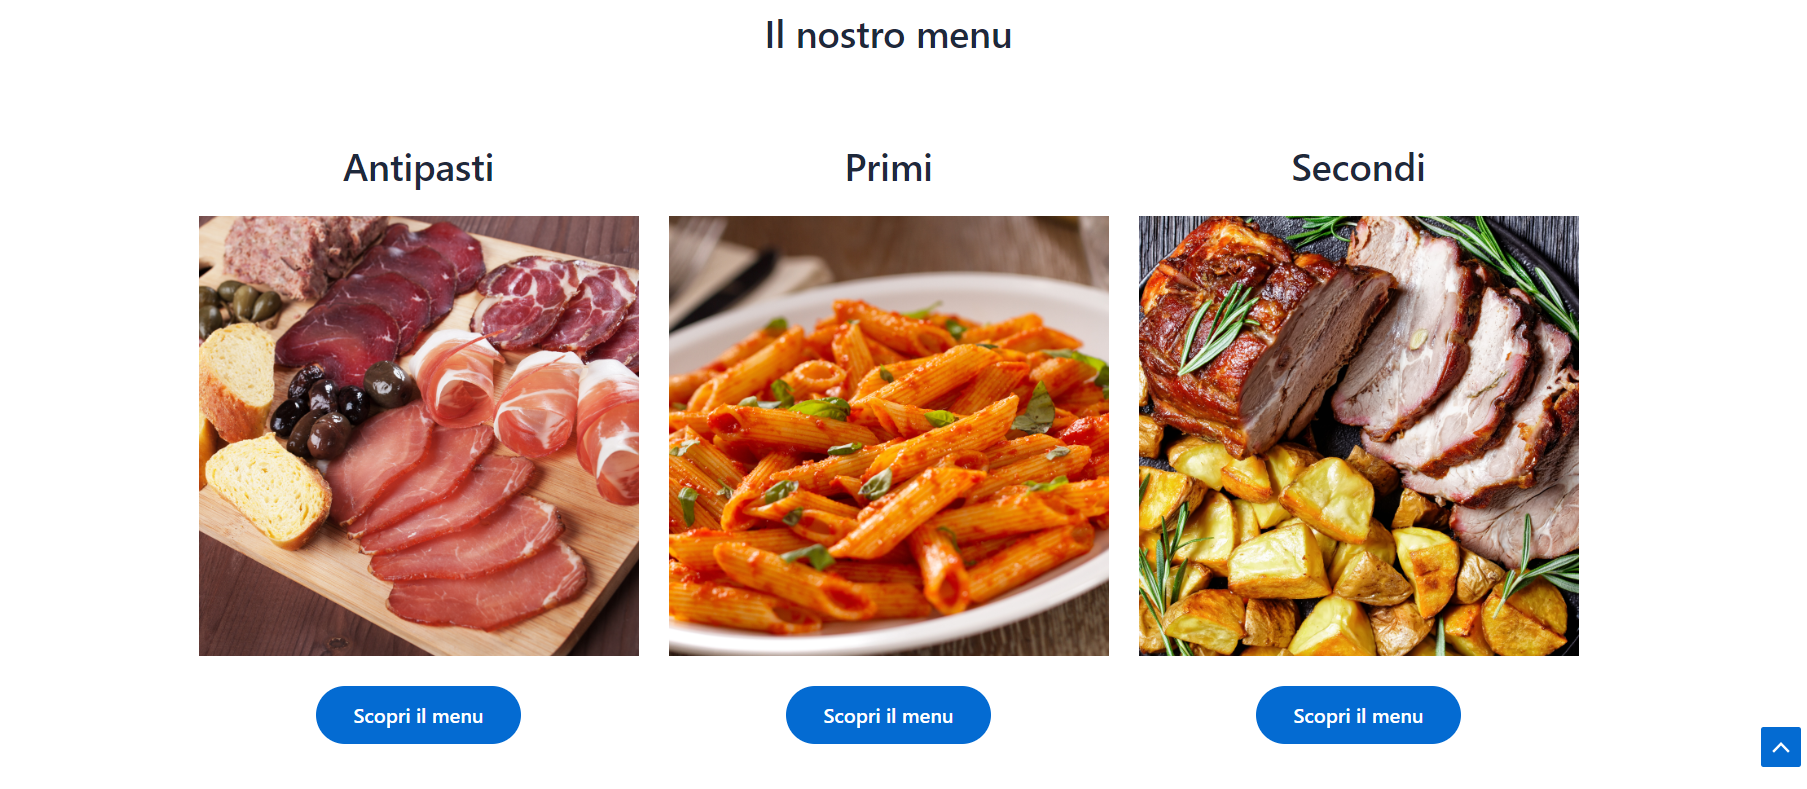 Il nostro menu
Antipasti
Primi
Secondi
Scopri il menu
Scopri il menu
Scopri il menu